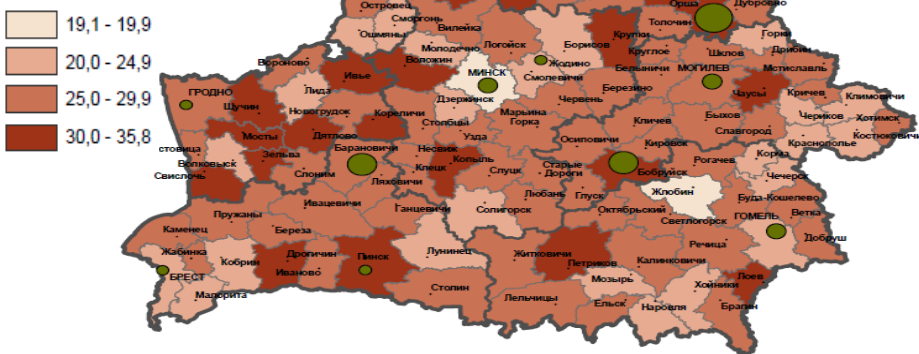 19,1 - 19,9
20,0 - 24,9
25,0 - 29,9
30,0 - 35,8
Островец
Сморгонь
Ошмяны
Вилейка
Молодечно
Логойск
Борисов
Крупки
Орша
Дубровно
Толочин
Горки
Круглое
Шклов
Дрибин
Вороново
Ивье
Воложин
МИНСК
Жодино
Смолевичи
Белыничи
МОГИЛЕВ
Мстиславль
ГРОДНО
Щучин
Лида
Новогрудок
Кореличи
Дзержинск
Столбцы
Марьина
Горка
Червень
Березино
Чаусы
Кричев
Климовичи
Чериков
Хотимск
Костюковичи
Краснополье
Быхов
Славгород
Кличев
Мосты
Дятлово
Барановичи
Несвиж
Узда
Осиповичи
Кировск
стовица
Волковыск
Зельва
Свислочь
Слоним
Ляховичи
Клецк
Копыль
Слуцк
Старые
Дороги
Бобруйск
Рогачев
Корма
Чечерск
Жлобин
Буда-Кошелево
Ивацевичи
Ганцевичи
Солигорск
Любань
Глуск
Октябрьский
Светлогорск
ГОМЕЛЬ
Ветка
Добруш
Пружаны
Каменец
Береза
Жабинка
Кобрин
Дрогичин
Иваново
Пинск
Лунинец
Житковичи
Петриков
Калинковичи
Речица
БРЕСТ
Малорита
Столин
Лельчицы
Мозырь
Ельск
Наровля
Хойники
Лоев
Брагин